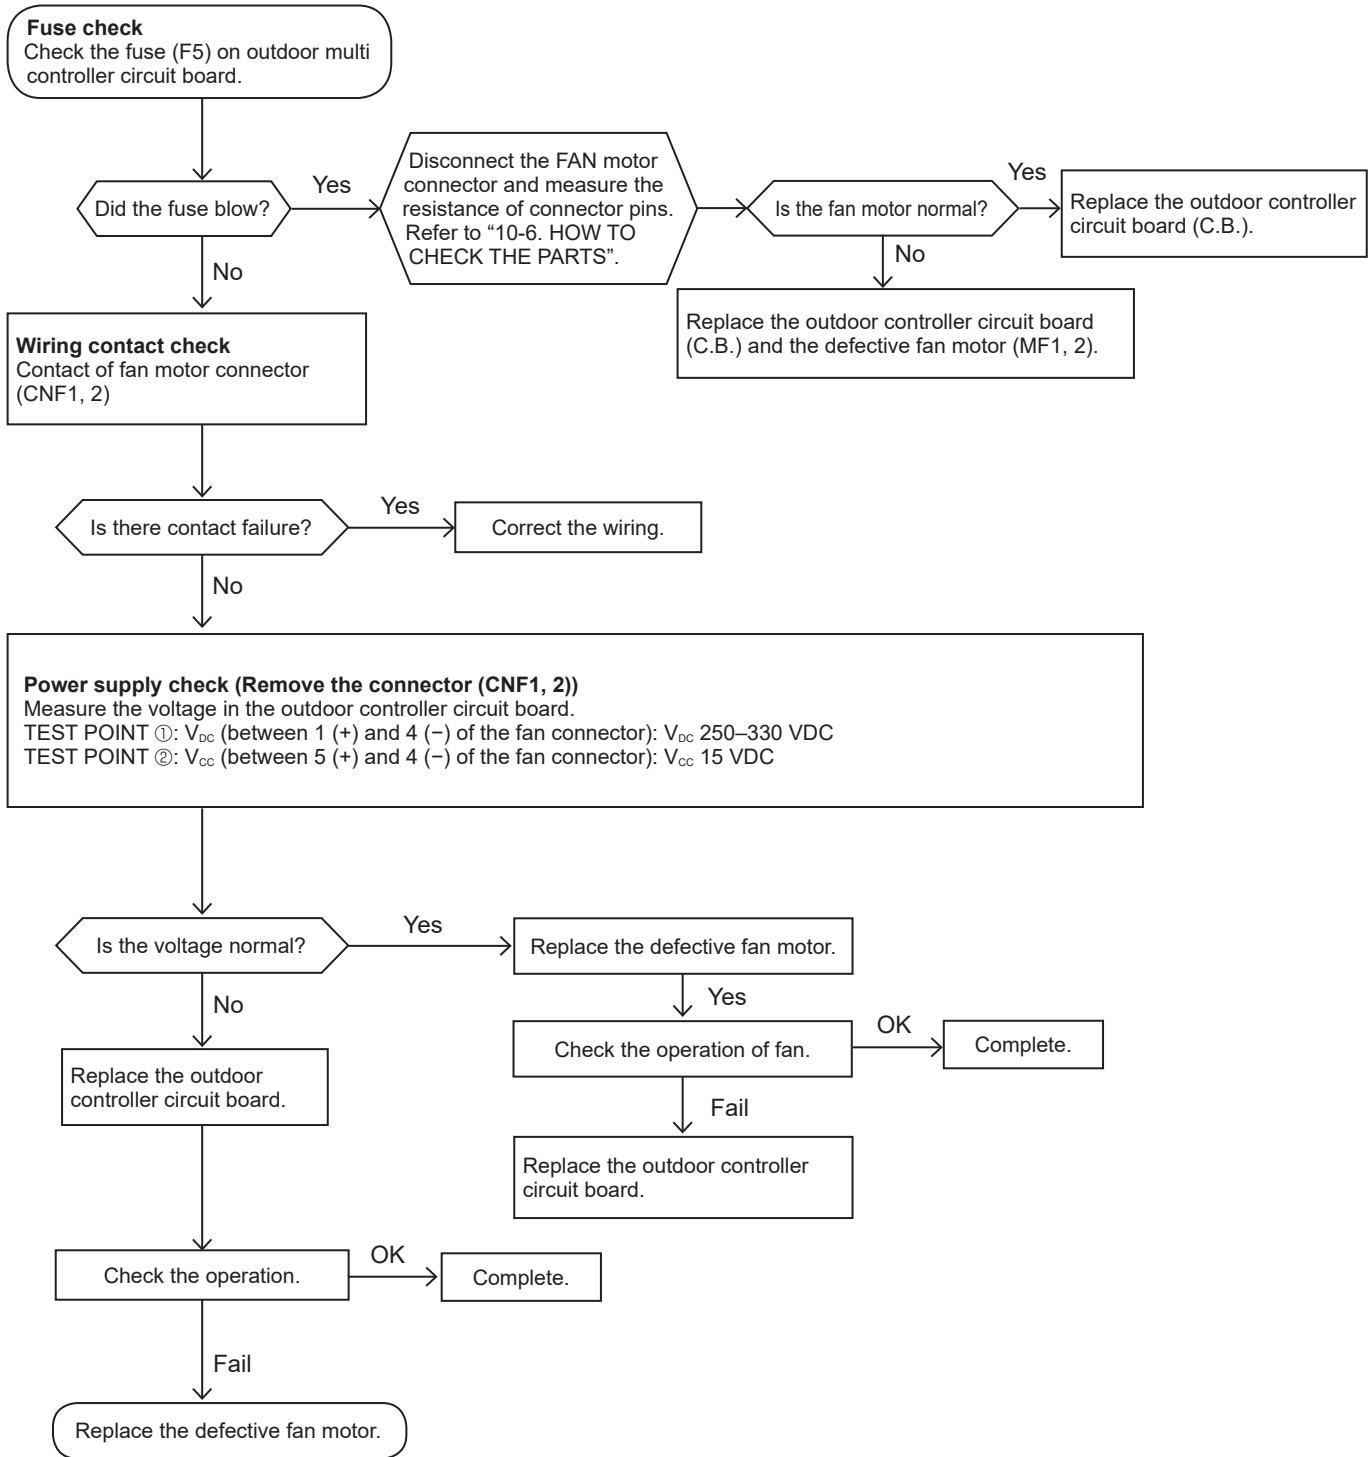 Fuse check
Check the fuse (F5) on outdoor multi
controller circuit board.
Did the fuse blow?
Yes
Disconnect the FAN motor
connector and measure the
resistance of connector pins.
Refer to “10-6. HOW TO
CHECK THE PARTS”.
Is the fan motor normal?
Yes
Replace the outdoor controller
circuit board (C.B.).
No
Replace the outdoor controller circuit board
(C.B.) and the defective fan motor (MF1, 2).
No
Wiring contact check
Contact of fan motor connector
(CNF1, 2)
Is there contact failure?
Yes
Correct the wiring.
No
Power supply check (Remove the connector (CNF1, 2))
Measure the voltage in the outdoor controller circuit board.
TEST POINT ①: VDC (between 1 (+) and 4 (−) of the fan connector): VDC 250–330 VDC
TEST POINT ②: VCC (between 5 (+) and 4 (−) of the fan connector): VCC 15 VDC
Is the voltage normal?
Yes
Replace the defective fan motor.
Yes
Check the operation of fan.
OK
Complete.
Fail
Replace the outdoor controller
circuit board.
No
Replace the outdoor
controller circuit board.
Check the operation.
OK
Complete.
Fail
Replace the defective fan motor.